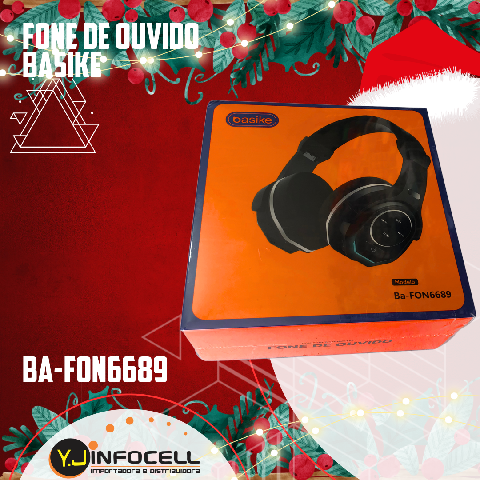 FONE DE OUVIDO
BASIKE
basike
Modelo
Ba-FON6689
FONE DE OUVIDO
BA-FON6689
Y.J INFOCELL
importadora e distribuidora